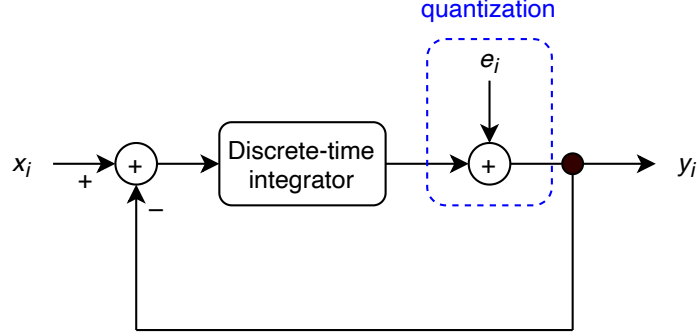 quantization
e_i
x_i
+
+
−
Discrete-time
integrator
+
y_i